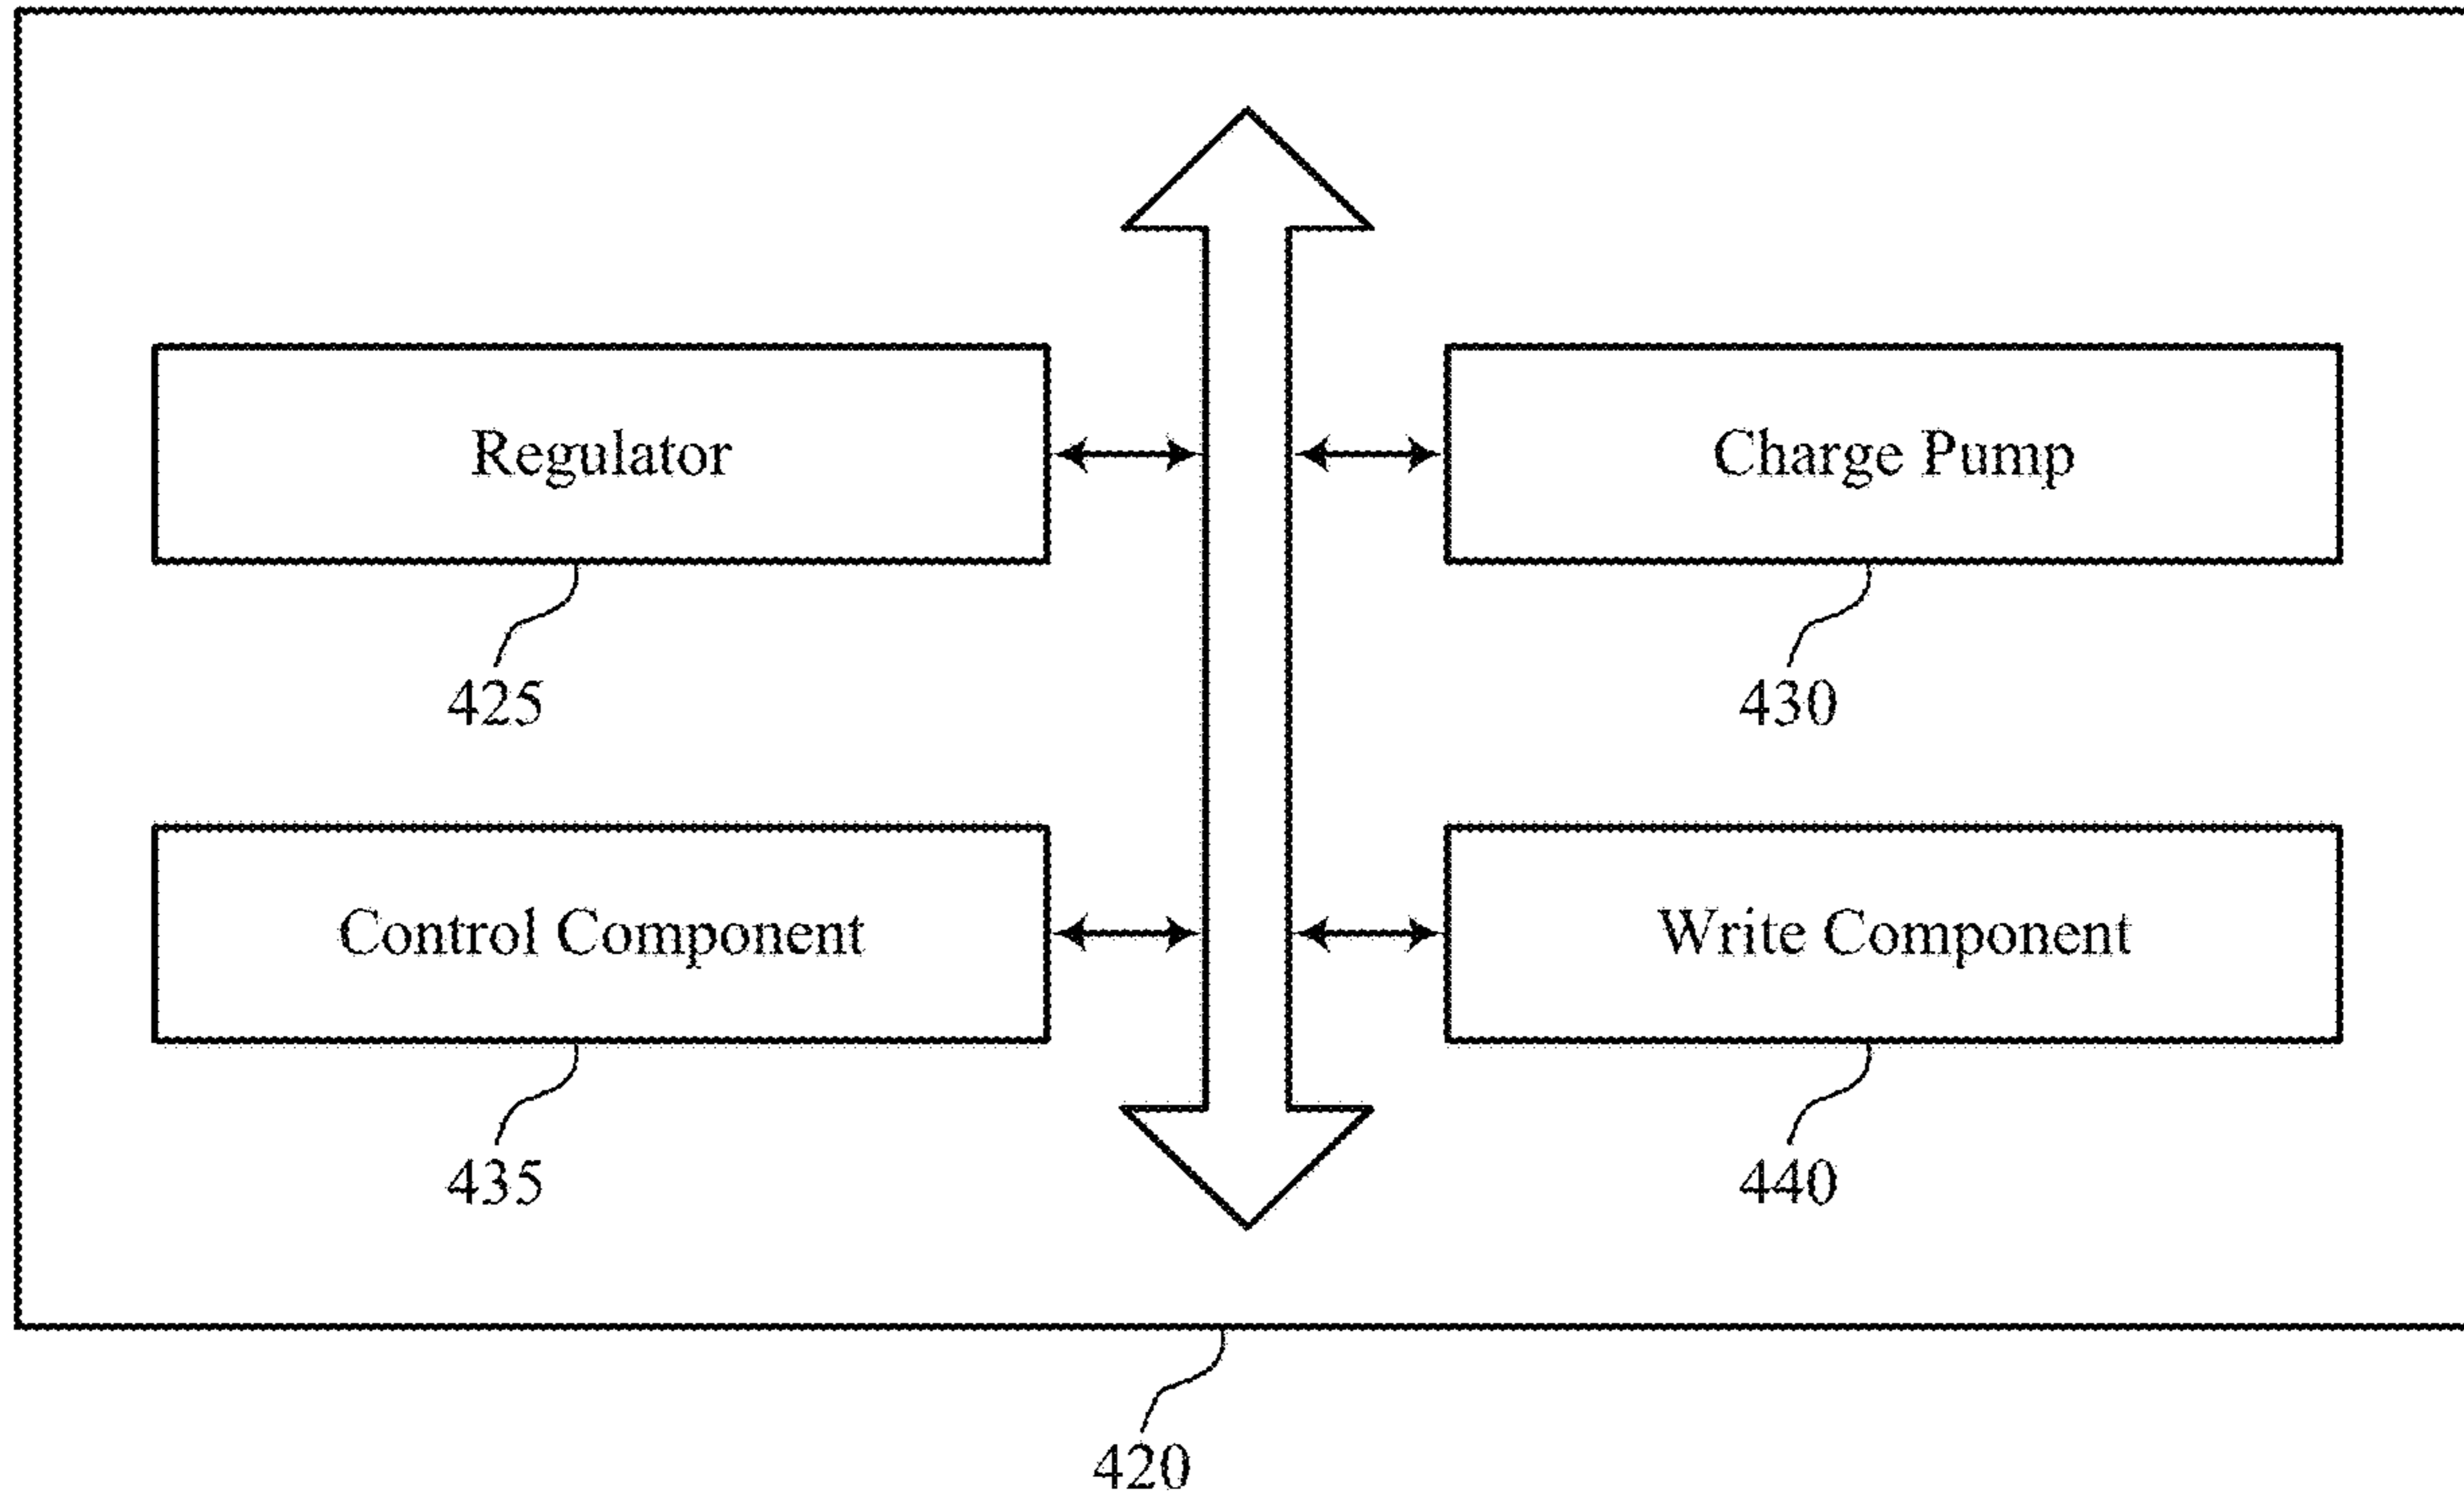 Regulator
Charge Pump
425
430
Control Component
Write Component
435
440
420